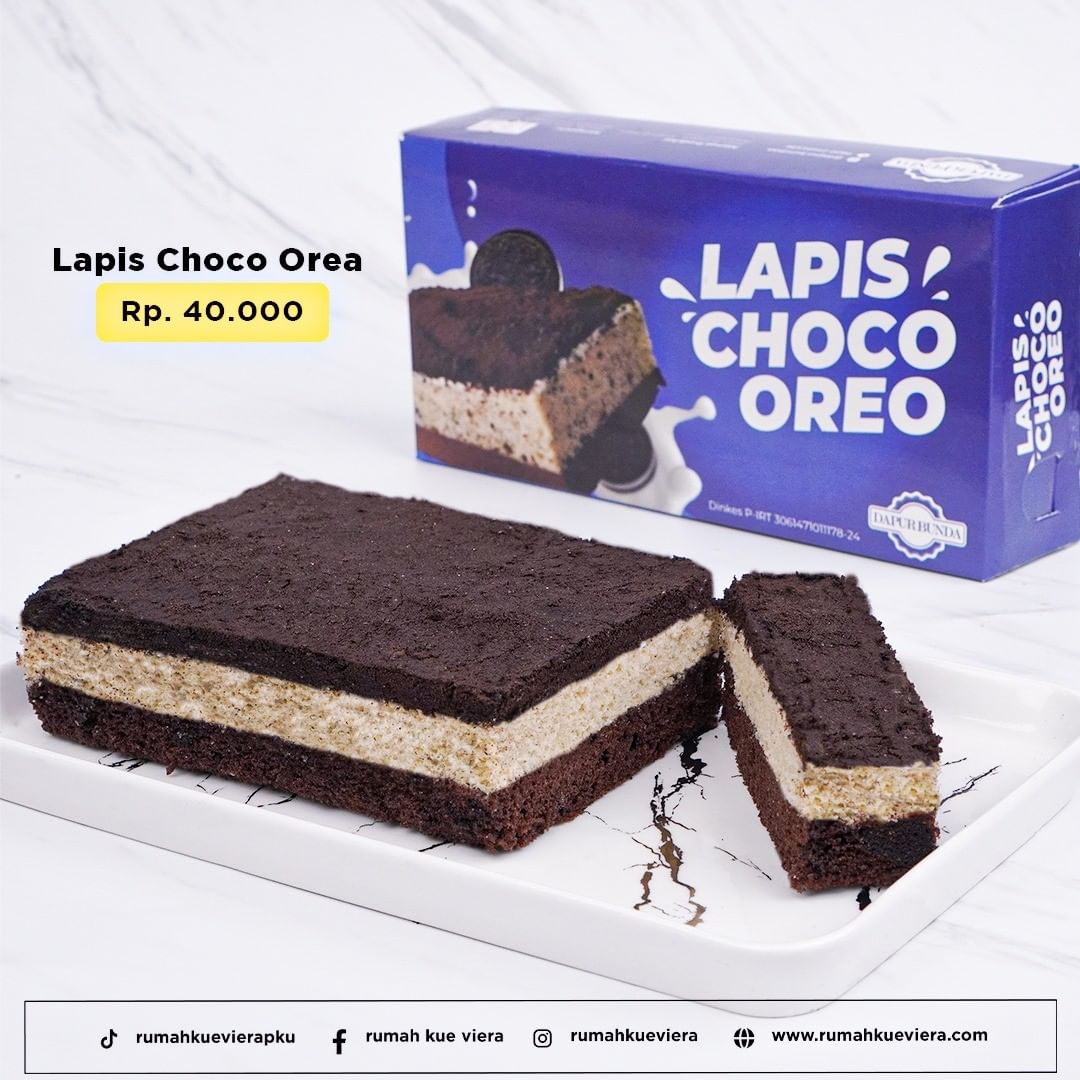 Lapis Choco Orea
Rp. 40.000
LAPIS
CHOCO
OREO
LAPIS
CHOCO
OREO
Dinkes P-IRT 3061471011178-24
DAPUR BUNDA
rumahkuevierapku
rumah kue viera
rumahkueviera
www.rumahkueviera.com